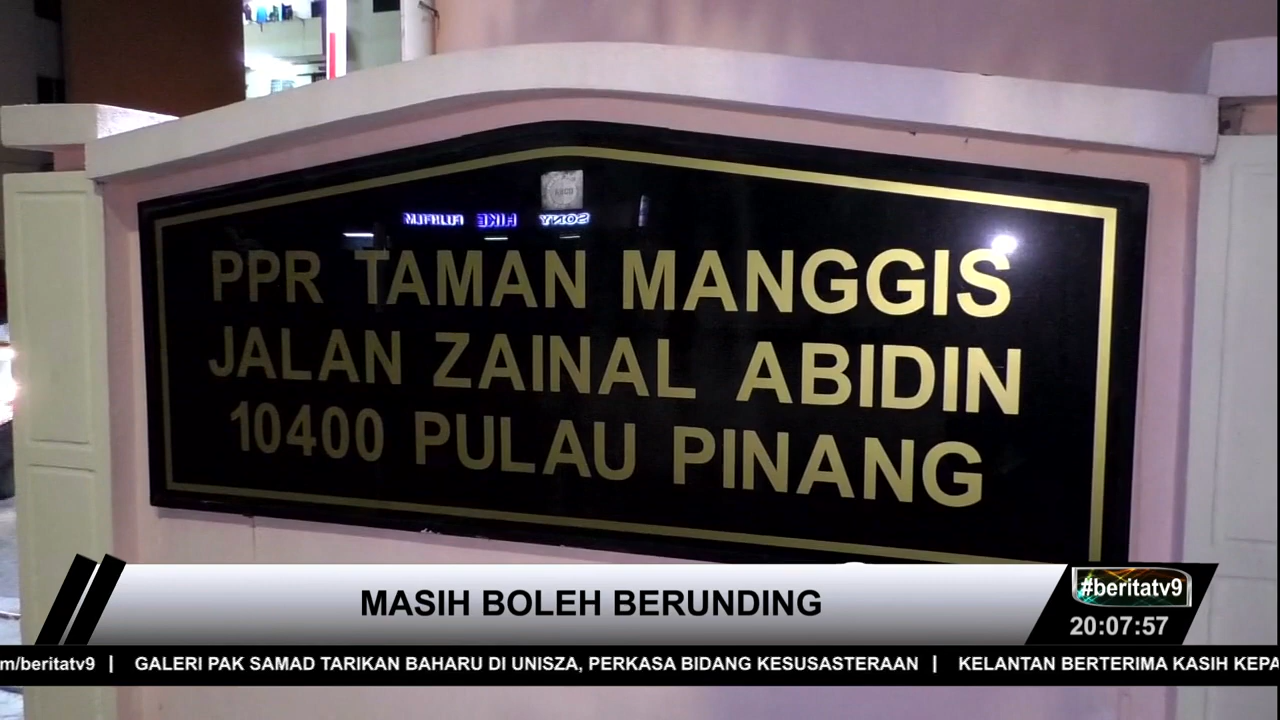 PPR TAMAN MANGGIS
JALAN ZAINAL ABIDIN
10400 PULAU PINANG
MASIH BOLEH BERUNDING
#beritatv9
20:07:57
m/beritatv9 | GALERI PAK SAMAD TARIKAN BAHARU DI UNISZA, PERKASA BIDANG KESUSASTERAAN | KELANTAN BERTERIMA KASIH KEPA